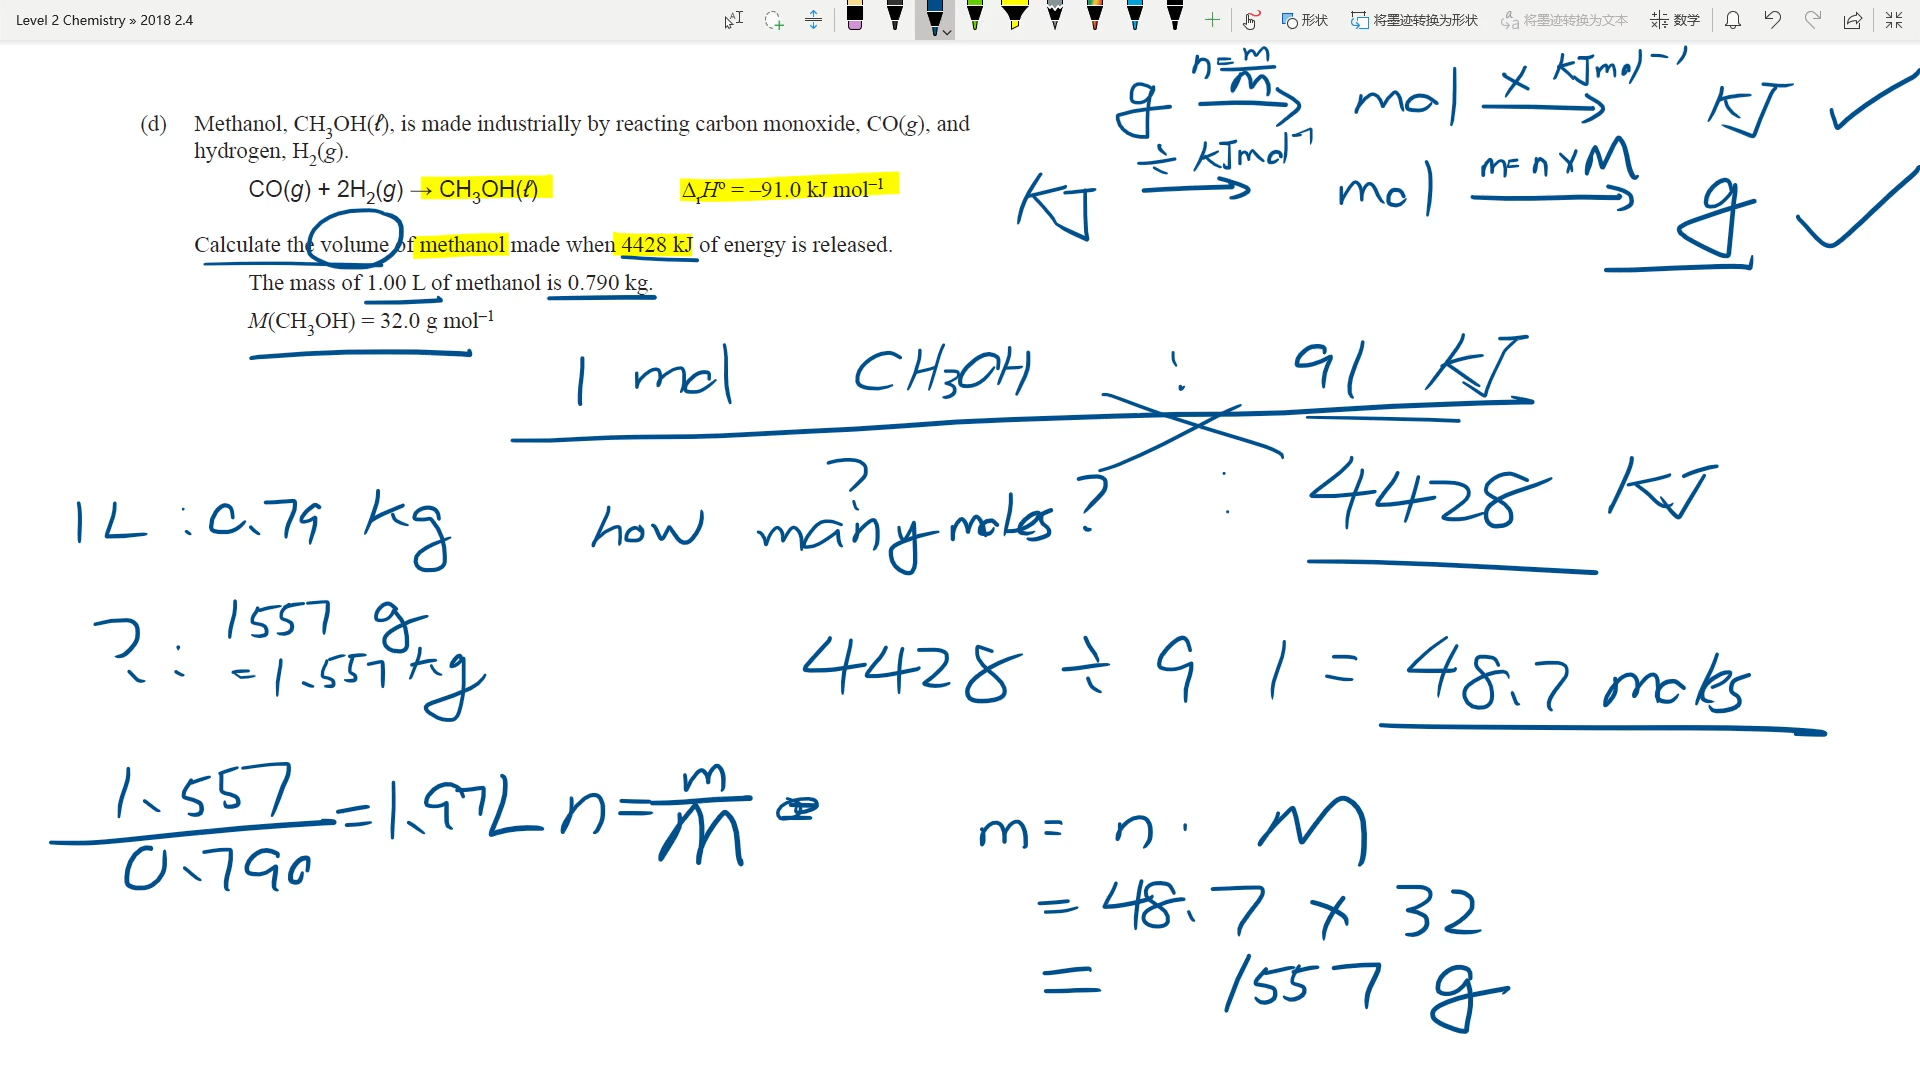 Level 2 Chemistry » 2018 2.4
形状
将墨迹转换为形状
将墨迹转换为文本
数学
(d) Methanol, CH₃OH(ℓ), is made industrially by reacting carbon monoxide, CO(g), and
hydrogen, H₂(g).
CO(g) + 2H₂(g) → CH₃OH(ℓ) ΔᵣHº = –91.0 kJ mol⁻¹
Calculate the volume of methanol made when 4428 kJ of energy is released.
The mass of 1.00 L of methanol is 0.790 kg.
M(CH₃OH) = 32.0 g mol⁻¹
n = m/M × KJmol⁻¹
g → mol → KJ ✓
÷ KJmol⁻¹ m = n × M
KJ → mol → g ✓
1 mol CH₃OH : 91 KJ
?
how many moles? : 4428 KJ
1L : 0.79 kg
? : 1557 g
= 1.557 kg
4428 ÷ 91 = 48.7 moles
1.557/0.790 = 1.97L
n = m/M
m = n · M
= 48.7 × 32
= 1557 g